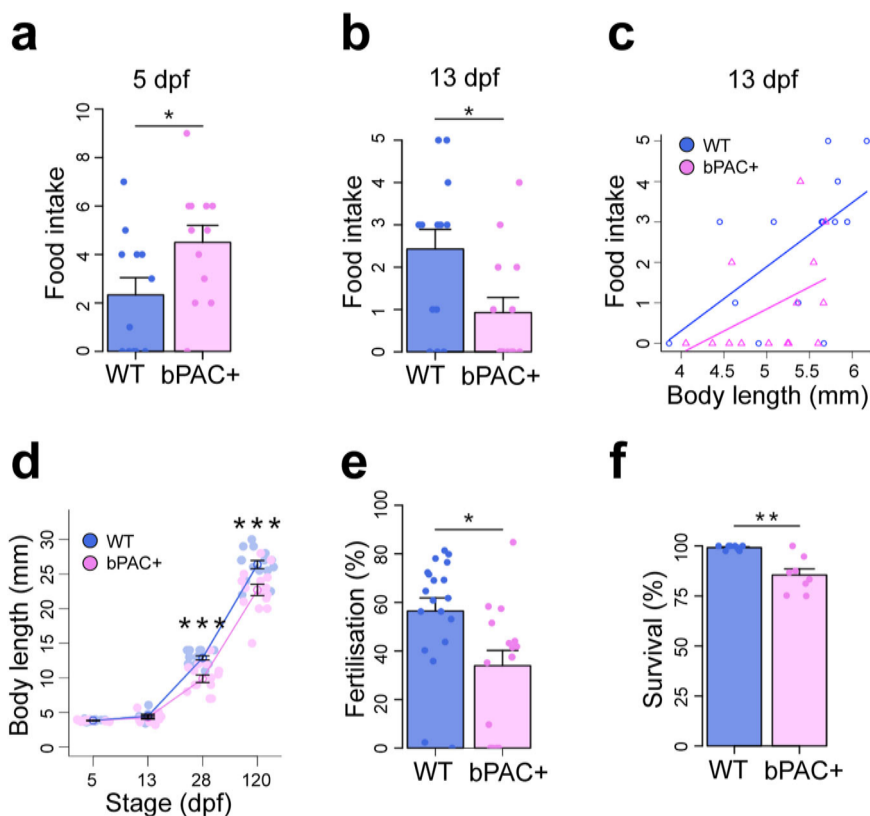 a
5 dpf
*
Food intake
10
8
6
4
2
0
WT bPAC+
b
13 dpf
*
Food intake
5
4
3
2
1
0
WT bPAC+
c
13 dpf
WT
bPAC+
Food intake
5
4
3
2
1
0
4 4.5 5 5.5 6
Body length (mm)
d
WT
bPAC+
***
***
Body length (mm)
30
25
20
15
10
5
0
5 13 28 120
Stage (dpf)
e
*
Fertilisation (%)
100
80
60
40
20
0
WT bPAC+
f
**
Survival (%)
100
75
50
25
0
WT bPAC+